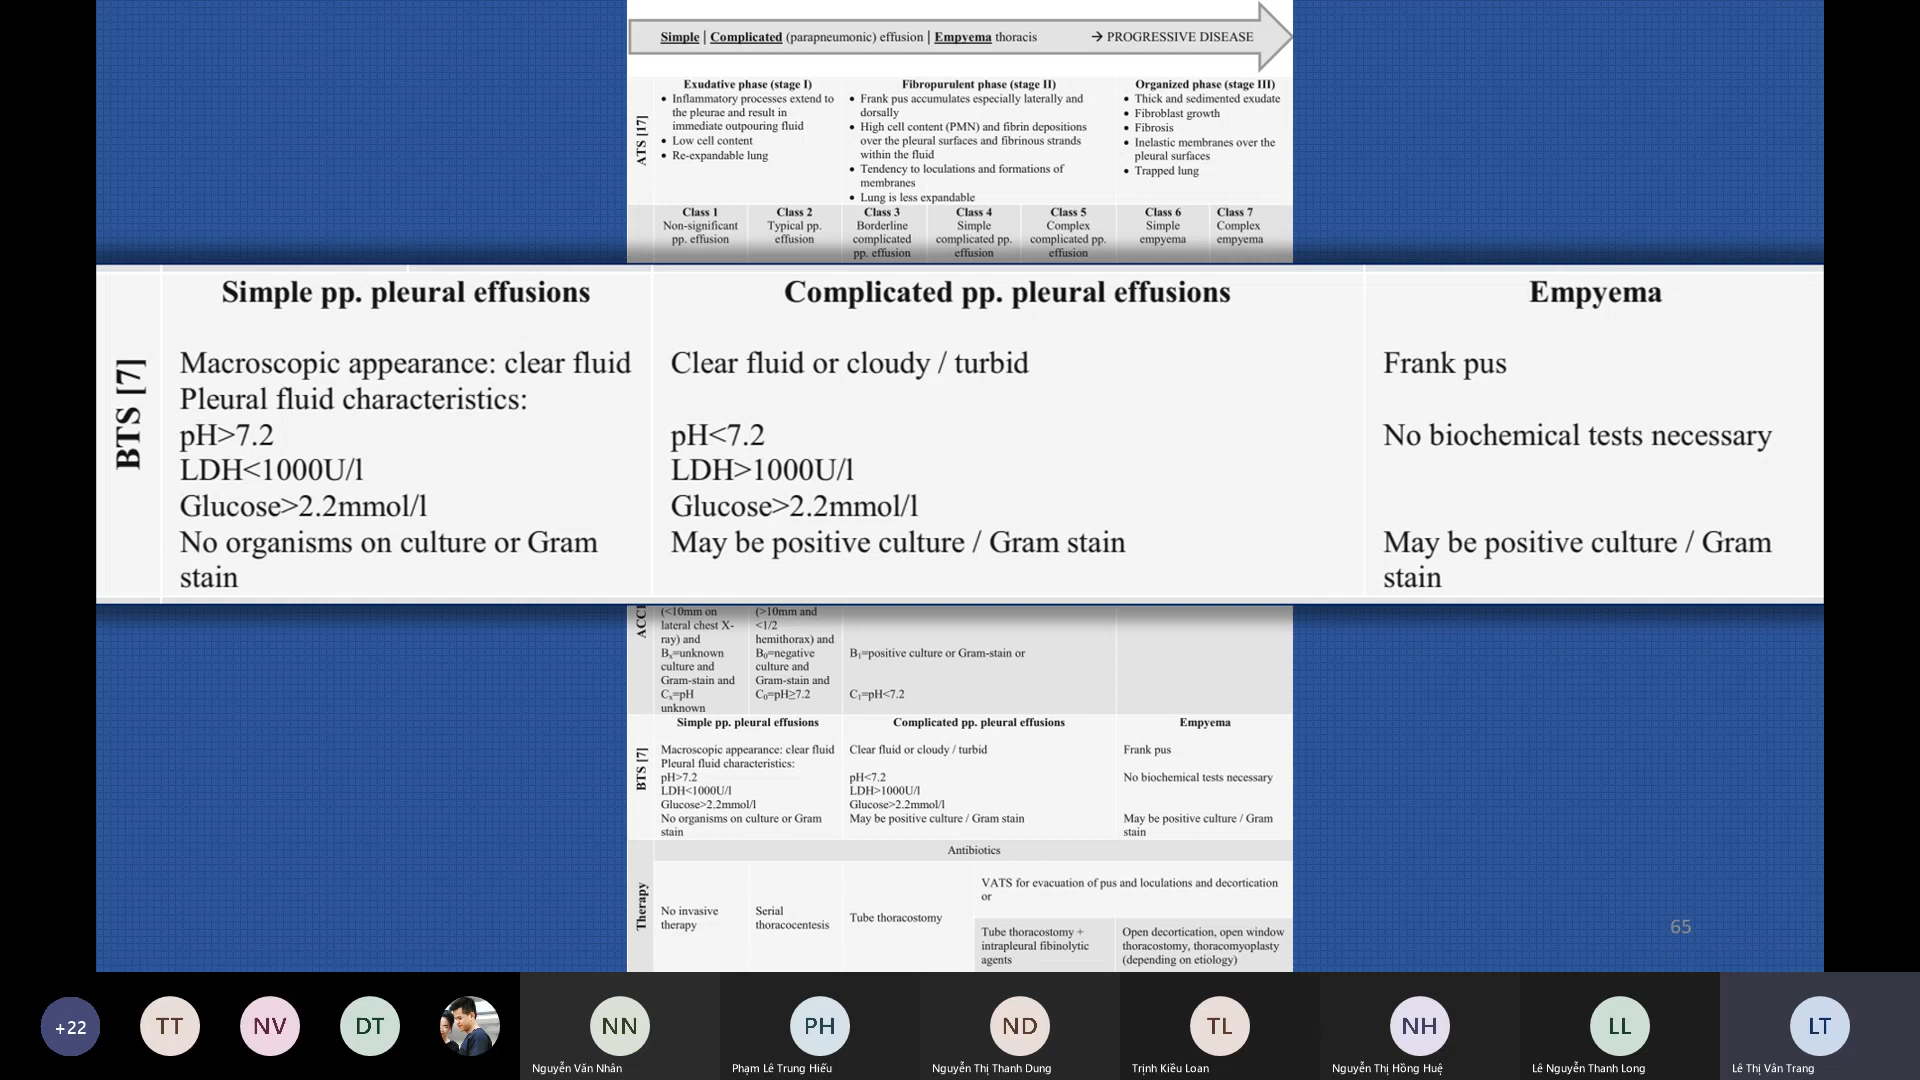 Simple | Complicated (parapneumonic) effusion | Empyema thoracis → PROGRESSIVE DISEASE
ATS [17]
Exudative phase (stage I)
• Inflammatory processes extend to
the pleurae and result in
immediate outpouring fluid
• Low cell content
• Re-expandable lung
Fibropurulent phase (stage II)
• Frank pus accumulates especially laterally and
dorsally
• High cell content (PMN) and fibrin depositions
over the pleural surfaces and fibrinous strands
within the fluid
• Tendency to loculations and formations of
membranes
• Lung is less expandable
Organized phase (stage III)
• Thick and sedimented exudate
• Fibroblast growth
• Fibrosis
• Inelastic membranes over the
pleural surfaces
• Trapped lung
Class 1
Non-significant
pp. effusion
Class 2
Typical pp.
effusion
Class 3
Borderline
complicated
pp. effusion
Class 4
Simple
complicated pp.
effusion
Class 5
Complex
complicated pp.
effusion
Class 6
Simple
empyema
Class 7
Complex
empyema
BTS [7]
Simple pp. pleural effusions
Macroscopic appearance: clear fluid
Pleural fluid characteristics:
pH>7.2
LDH<1000U/l
Glucose>2.2mmol/l
No organisms on culture or Gram
stain
Complicated pp. pleural effusions
Clear fluid or cloudy / turbid
pH<7.2
LDH>1000U/l
Glucose>2.2mmol/l
May be positive culture / Gram stain
Empyema
Frank pus
No biochemical tests necessary
May be positive culture / Gram
stain
(<10mm on
lateral chest X-
ray) and
Bx=unknown
culture and
Gram-stain and
Cx=pH
unknown
(>10mm and
<1/2
hemithorax) and
B0=negative
culture and
Gram-stain and
C0=pH≥7.2
B1=positive culture or Gram-stain or
C1=pH<7.2
BTS [7]
Simple pp. pleural effusions
Macroscopic appearance: clear fluid
Pleural fluid characteristics:
pH>7.2
LDH<1000U/l
Glucose>2.2mmol/l
No organisms on culture or Gram
stain
Complicated pp. pleural effusions
Clear fluid or cloudy / turbid
pH<7.2
LDH>1000U/l
Glucose>2.2mmol/l
May be positive culture / Gram stain
Empyema
Frank pus
No biochemical tests necessary
May be positive culture / Gram
stain
Therapy
Antibiotics
No invasive
therapy
Serial
thoracocentesis
Tube thoracostomy
VATS for evacuation of pus and loculations and decortication
or
Tube thoracostomy +
intrapleural fibinolytic
agents
Open decortication, open window
thoracostomy, thoracomyoplasty
(depending on etiology)
65
+22
TT
NV
DT
NN
Nguyễn Văn Nhân
PH
Phạm Lê Trung Hiếu
ND
Nguyễn Thị Thanh Dung
TL
Trịnh Kiều Loan
NH
Nguyễn Thị Hồng Huệ
LL
Lê Nguyễn Thanh Long
LT
Lê Thị Vân Trang